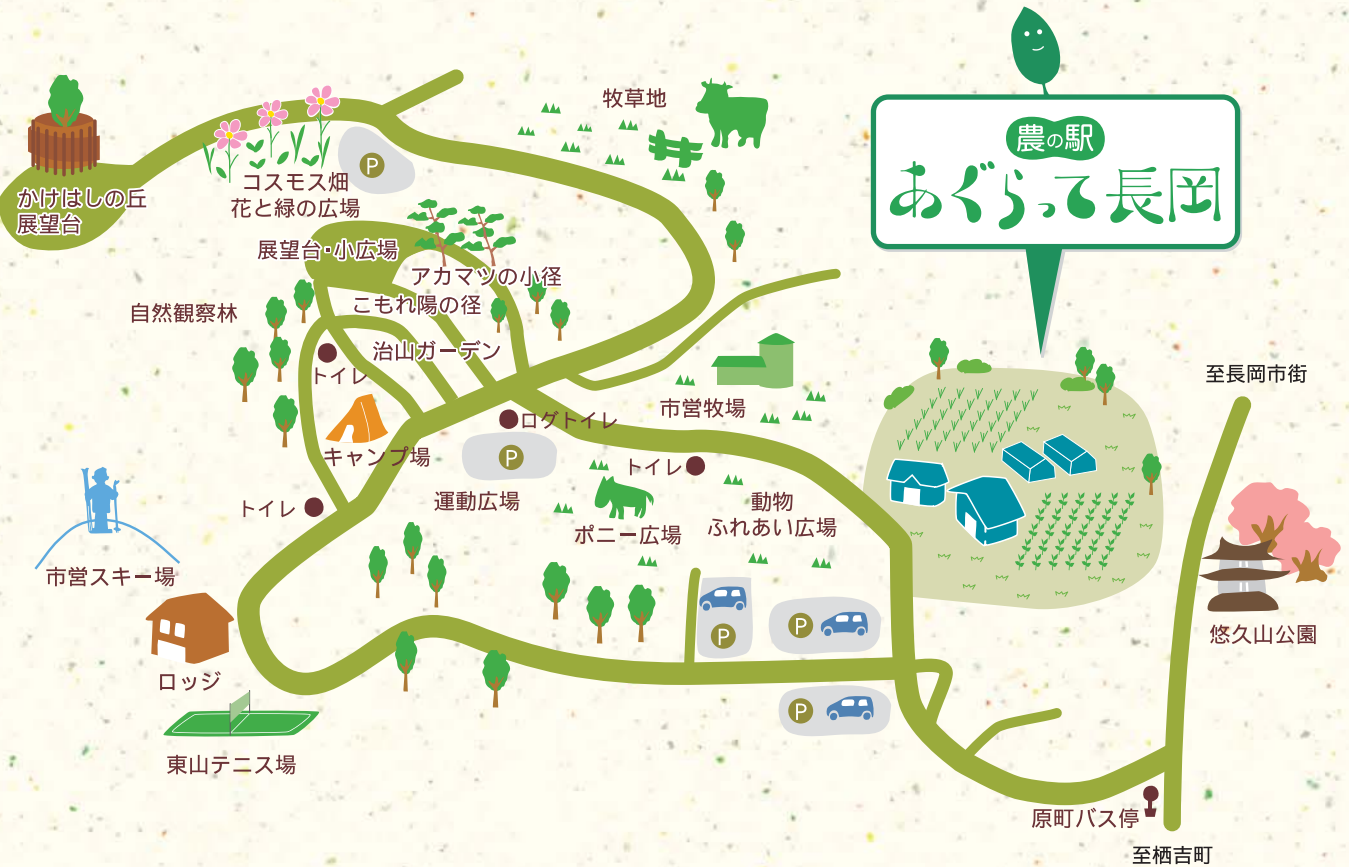 農の駅
あぐらって長岡
牧草地
P
かけはしの丘
展望台
コスモス畑
花と緑の広場
展望台・小広場
アカマツの小径
こもれ陽の径
自然観察林
治山ガーデン
トイレ
市営牧場
至長岡市街
ログトイレ
キャンプ場
P
トイレ
運動広場
動物
ふれあい広場
トイレ
ポニー広場
市営スキー場
P
P
悠久山公園
ロッジ
P
東山テニス場
原町バス停
至栖吉町